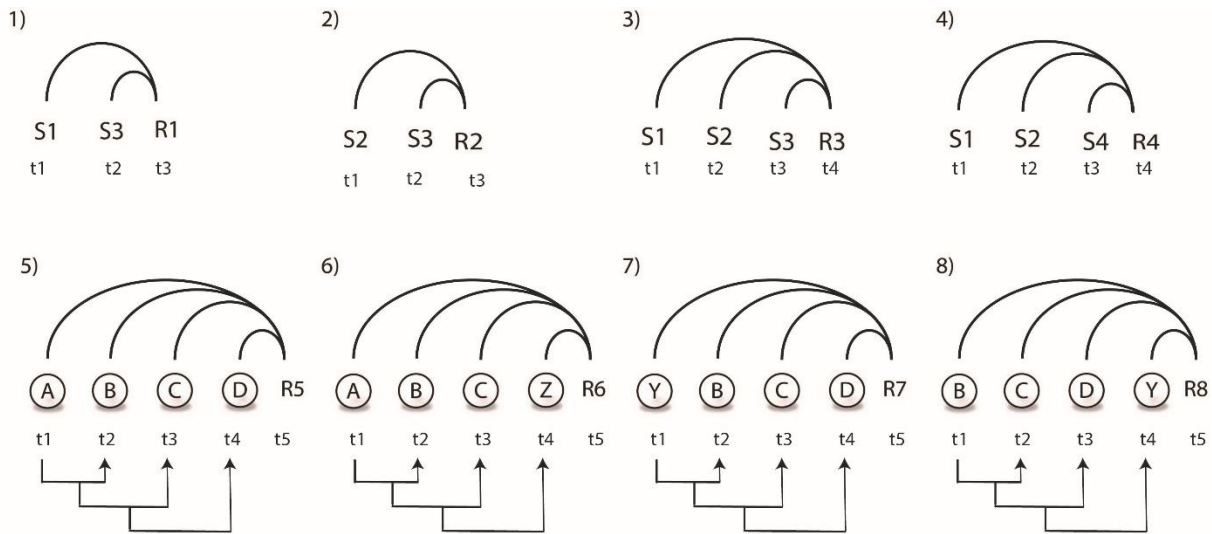 1) 2) 3) 4)
S1 S3 R1 S2 S3 R2 S1 S2 S3 R3 S1 S2 S4 R4
t1 t2 t3 t1 t2 t3 t1 t2 t3 t4 t1 t2 t3 t4
5) 6) 7) 8)
A B C D R5 A B C Z R6 Y B C D R7 B C D Y R8
t1 t2 t3 t4 t5 t1 t2 t3 t4 t5 t1 t2 t3 t4 t5 t1 t2 t3 t4 t5